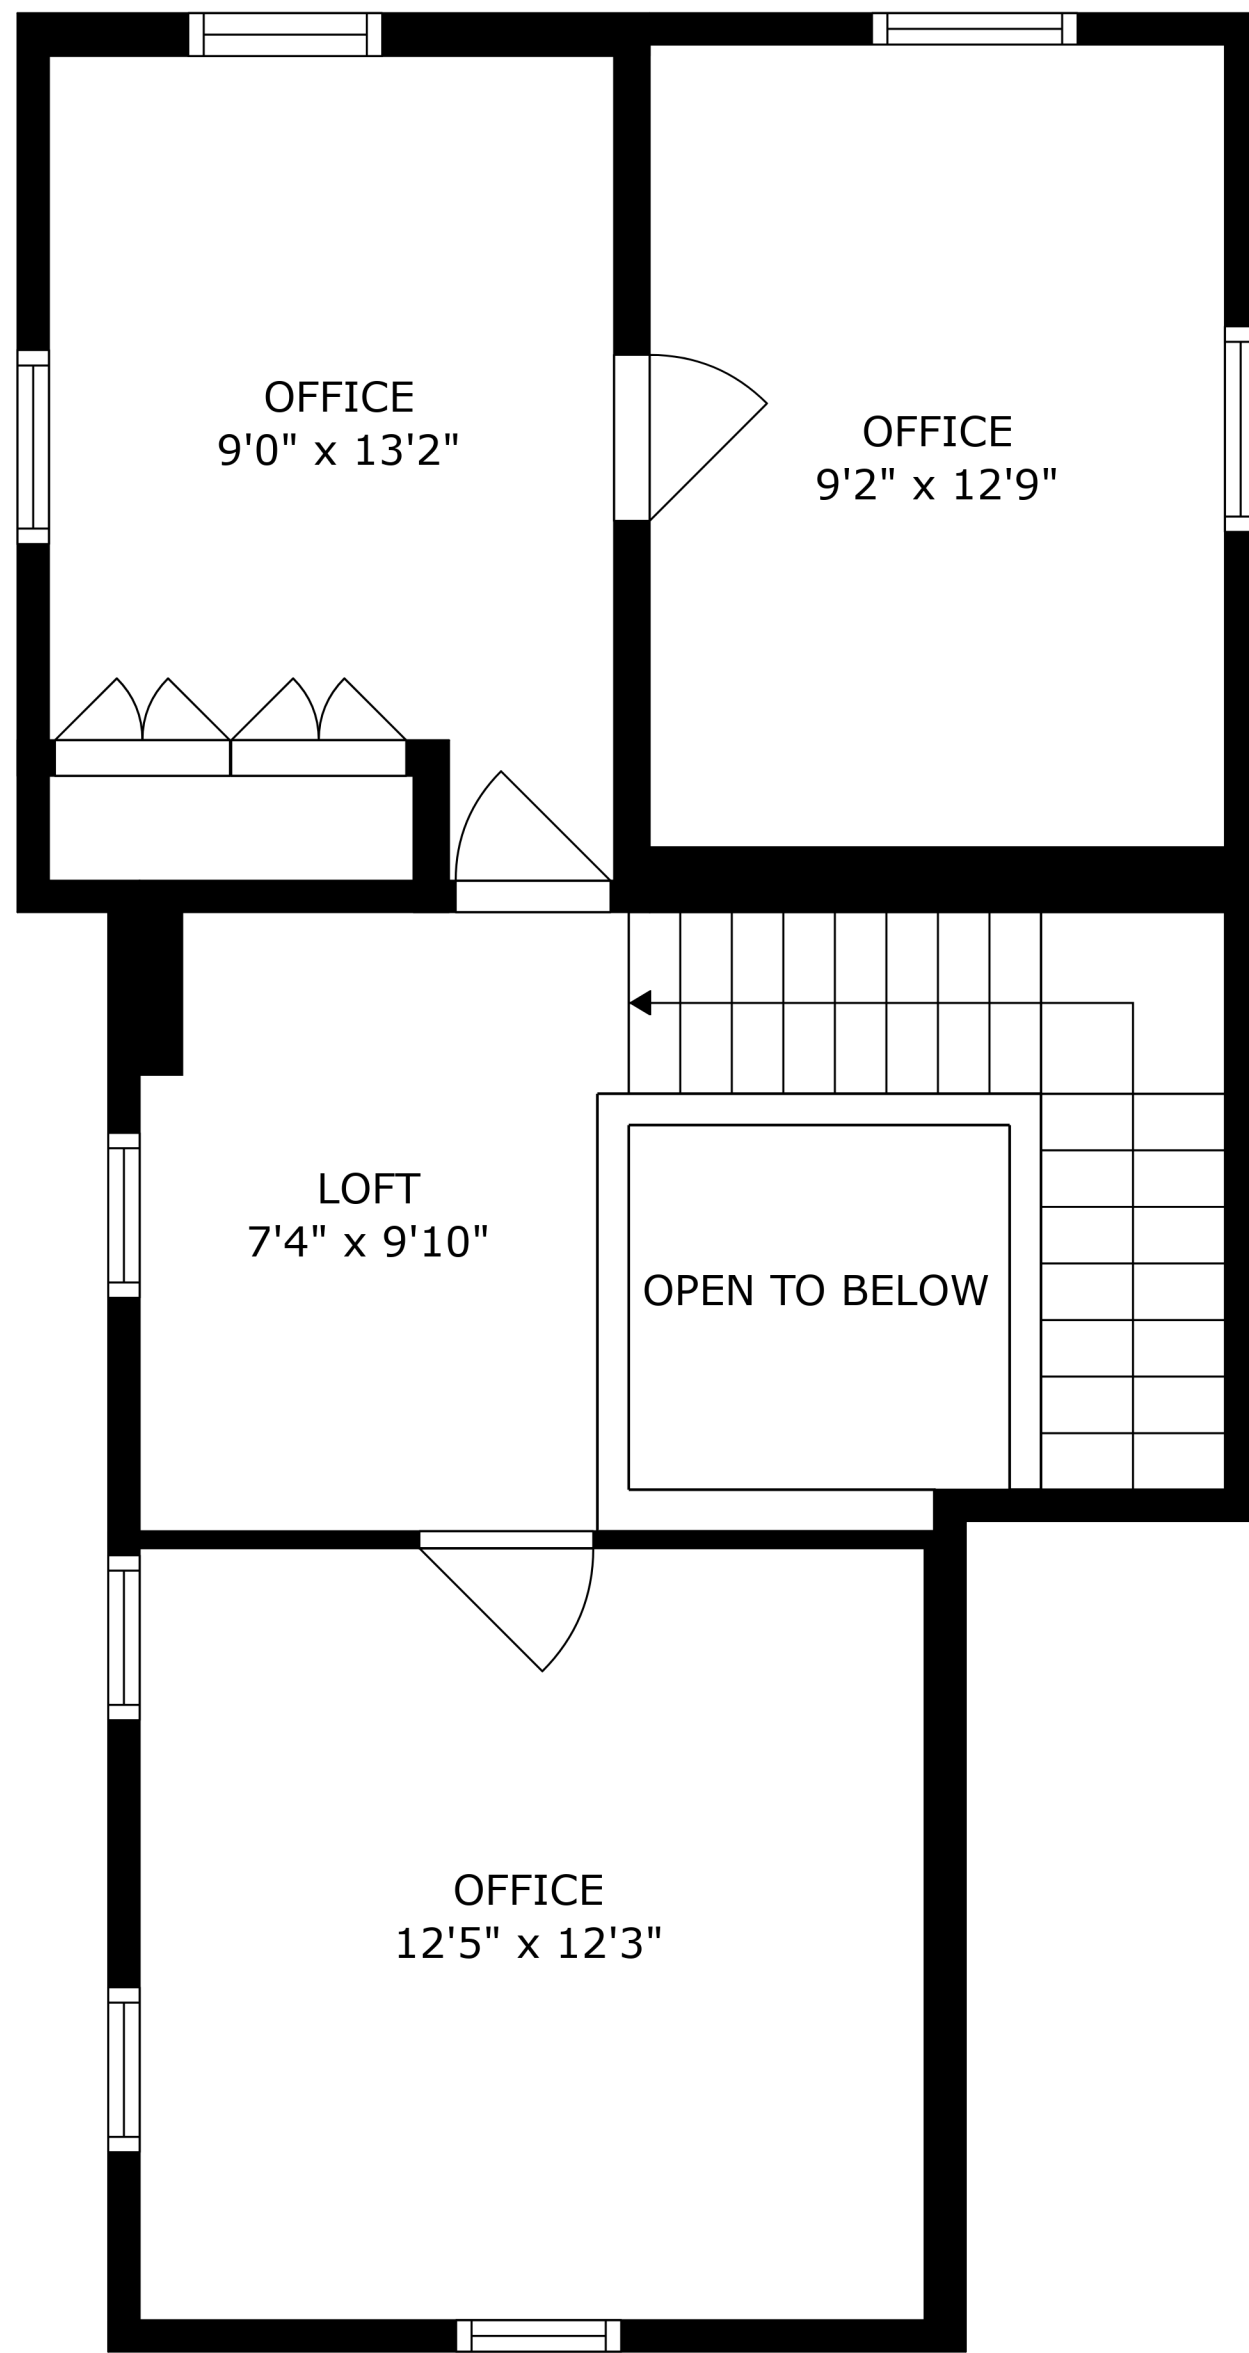 OFFICE
9'0" x 13'2"
OFFICE
9'2" x 12'9"
LOFT
7'4" x 9'10"
OPEN TO BELOW
OFFICE
12'5" x 12'3"